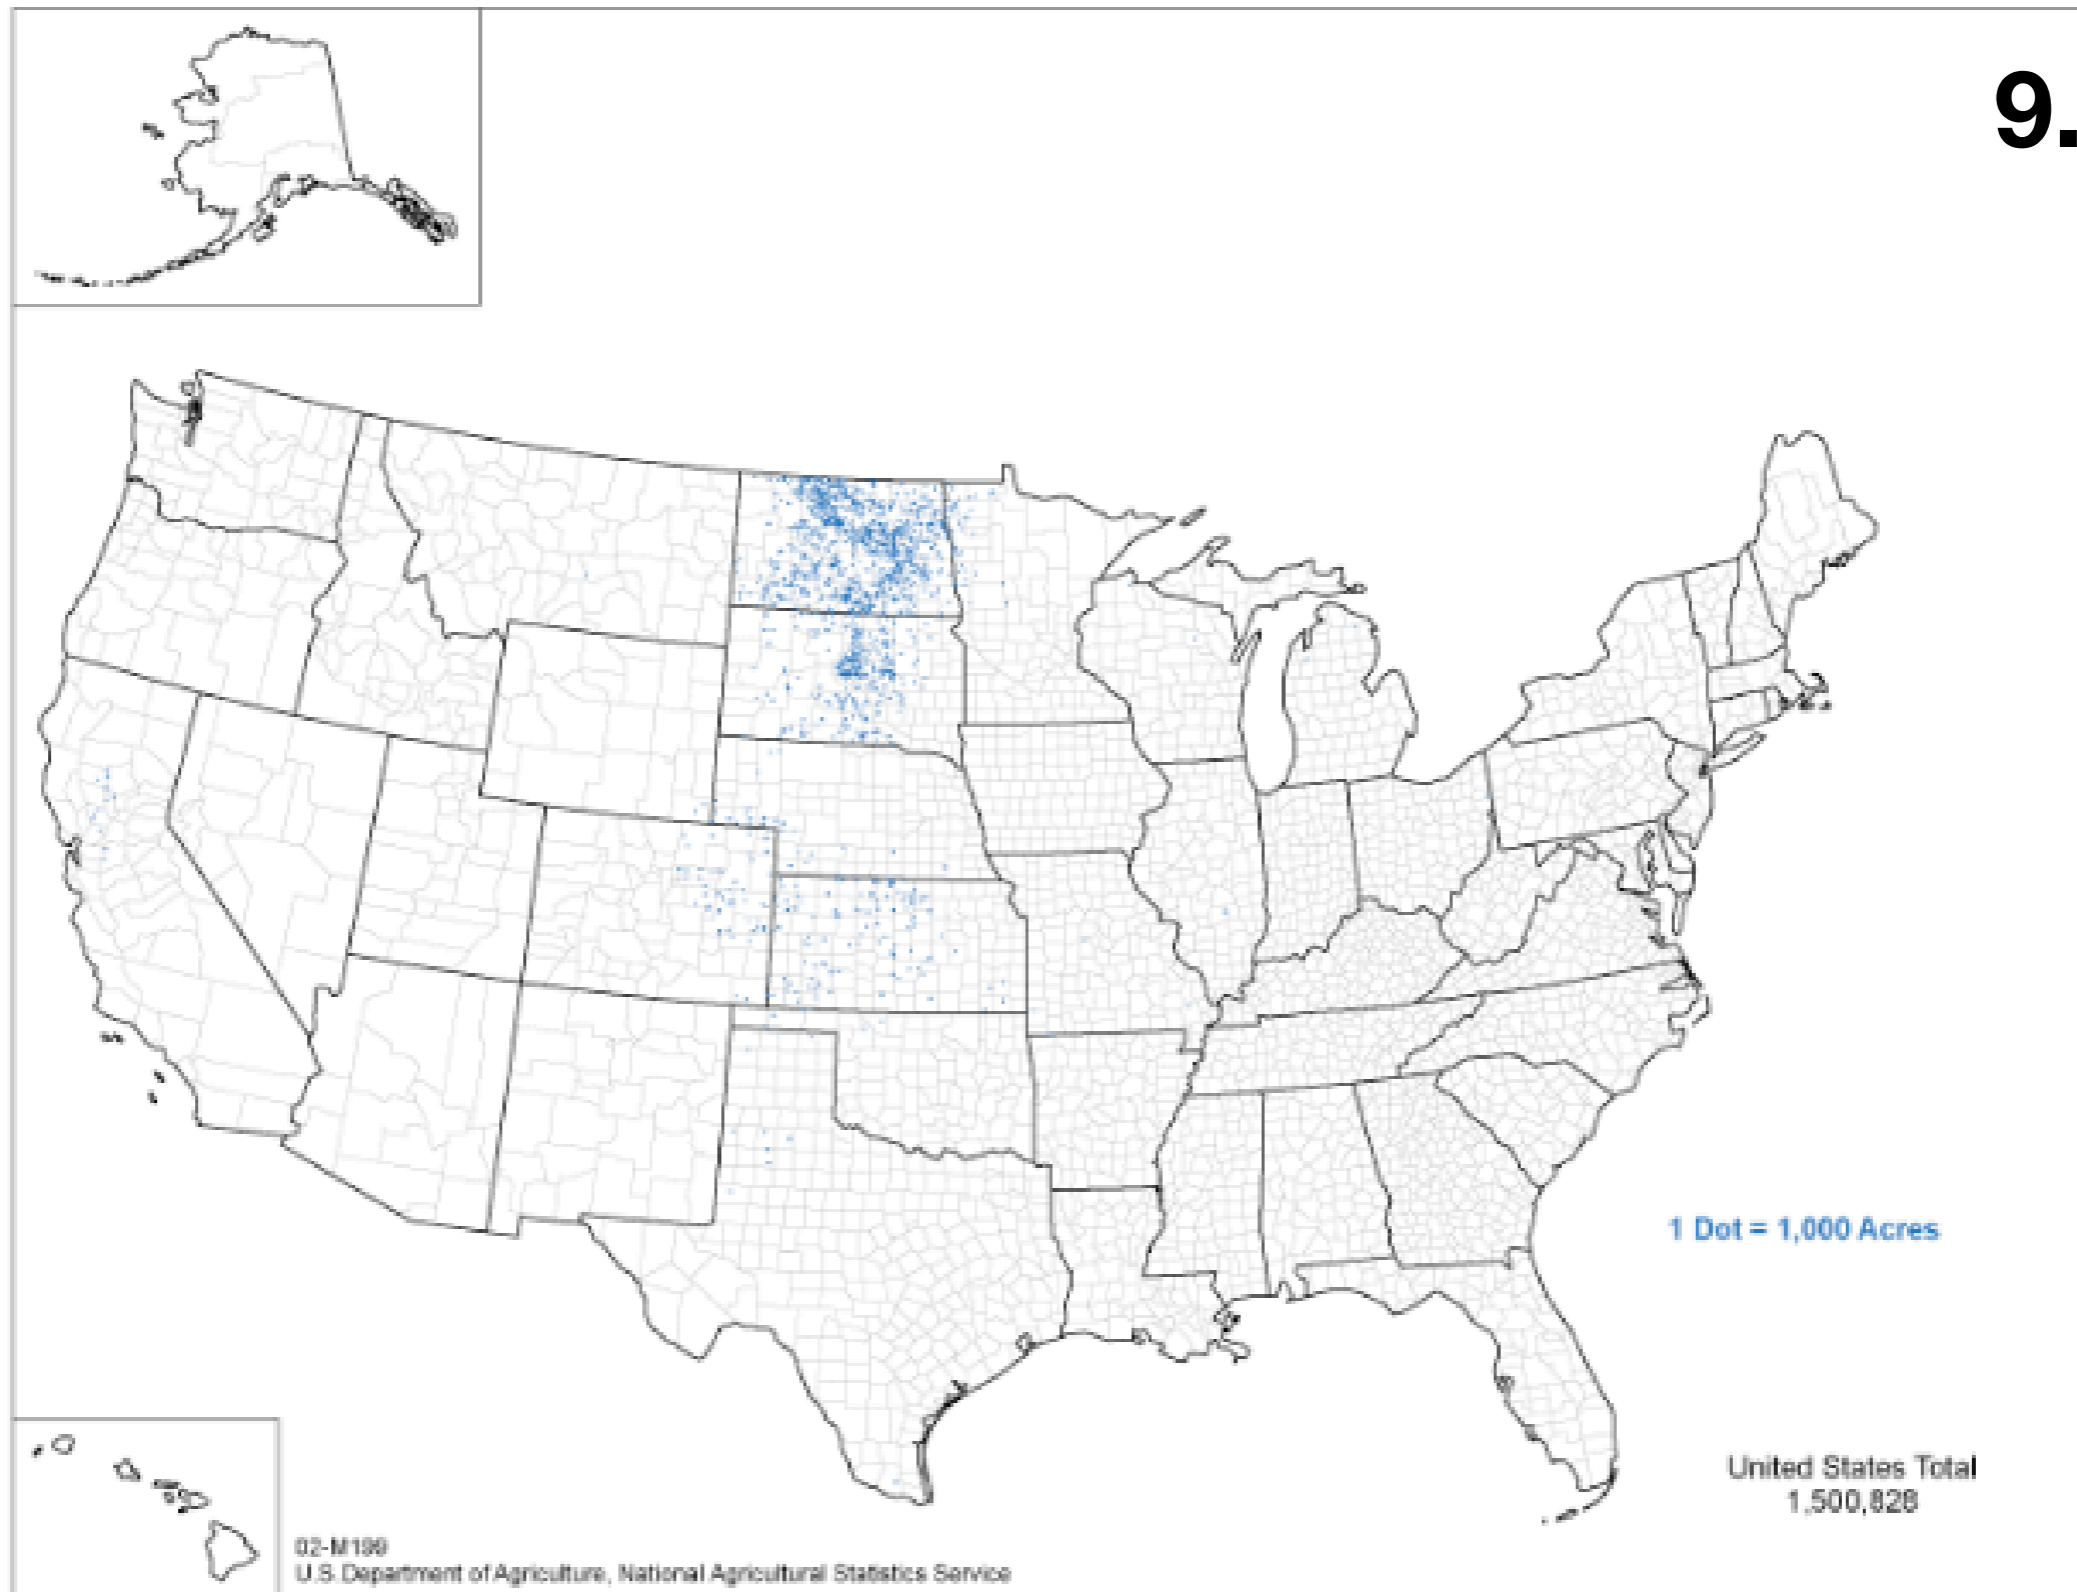 9.
1 Dot = 1,000 Acres
United States Total
1,500,828
02-M199
U.S. Department of Agriculture, National Agricultural Statistics Service